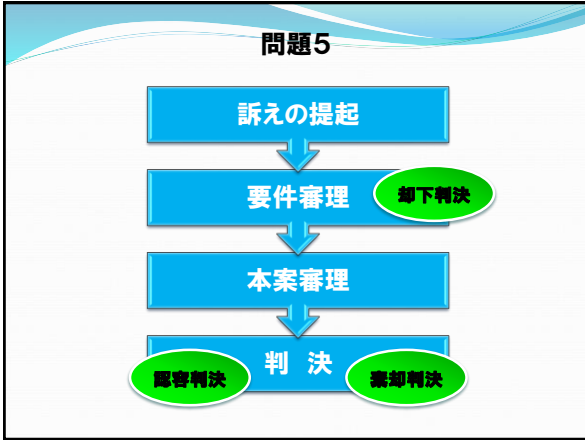 問題5
訴えの提起
要件審理
却下判決
本案審理
判 決
認容判決
棄却判決